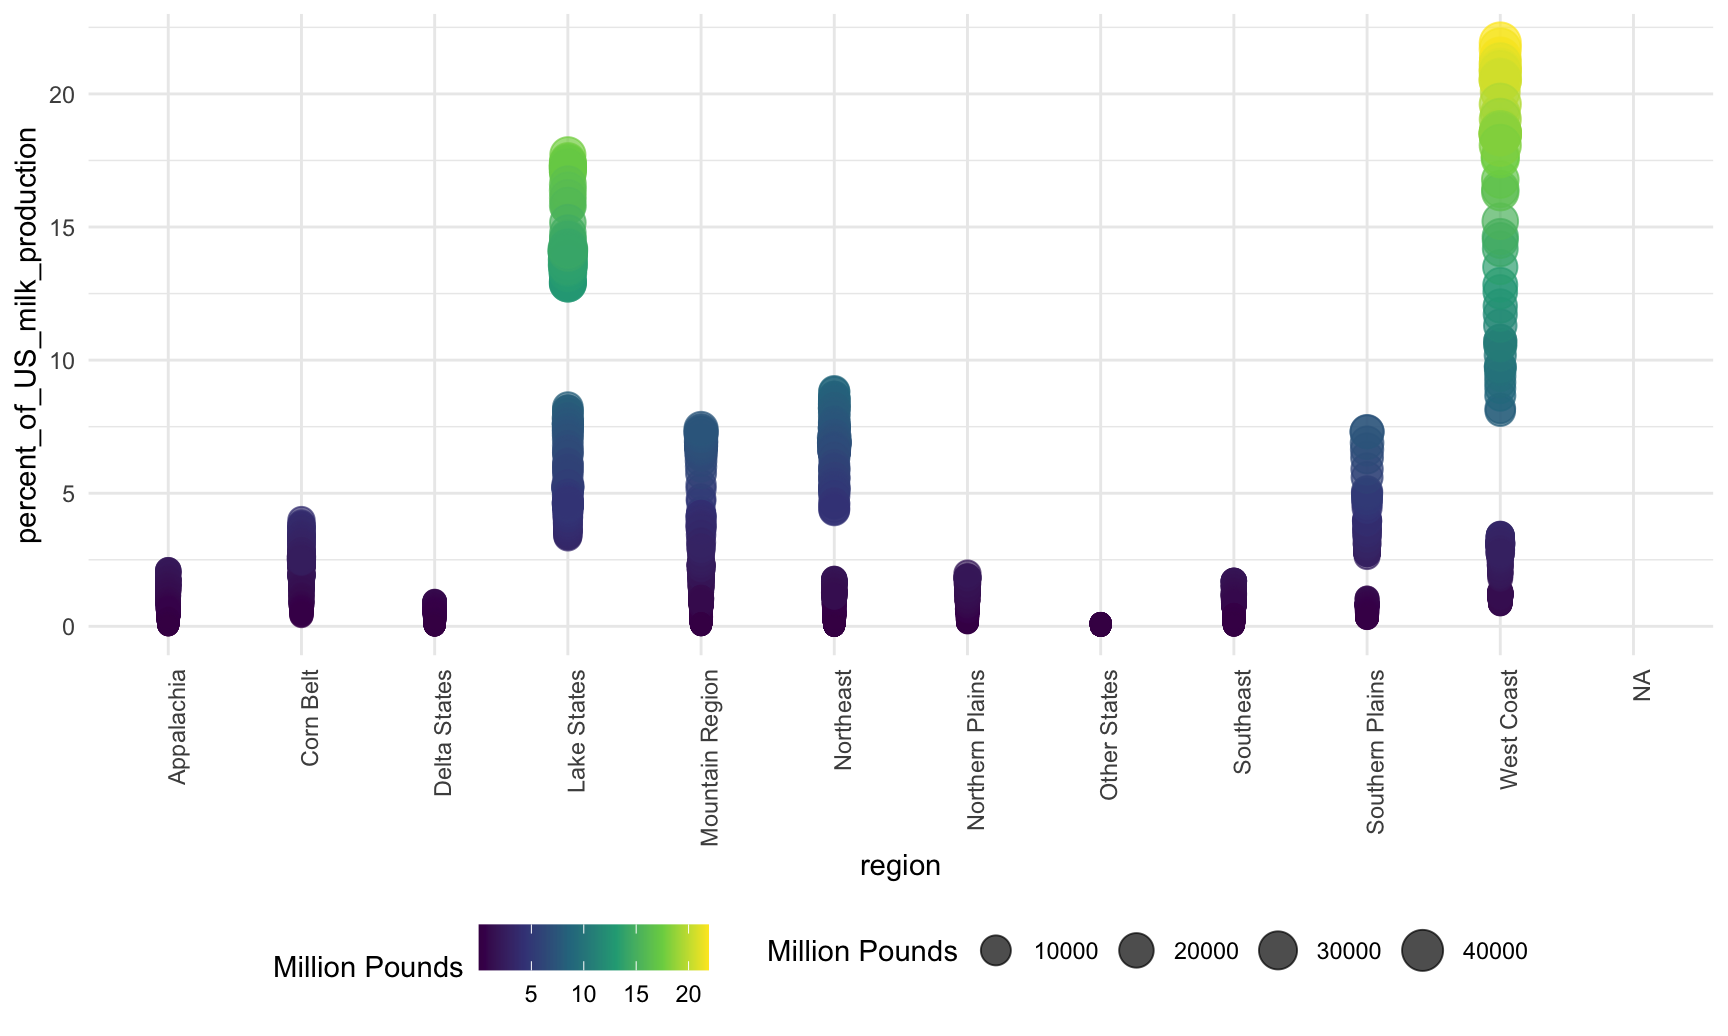 percent_of_US_milk_production
20
15
10
5
0
Appalachia
Corn Belt
Delta States
Lake States
Mountain Region
Northeast
Northern Plains
Other States
Southeast
Southern Plains
West Coast
NA
region
Million Pounds
5 10 15 20
Million Pounds
10000 20000 30000 40000